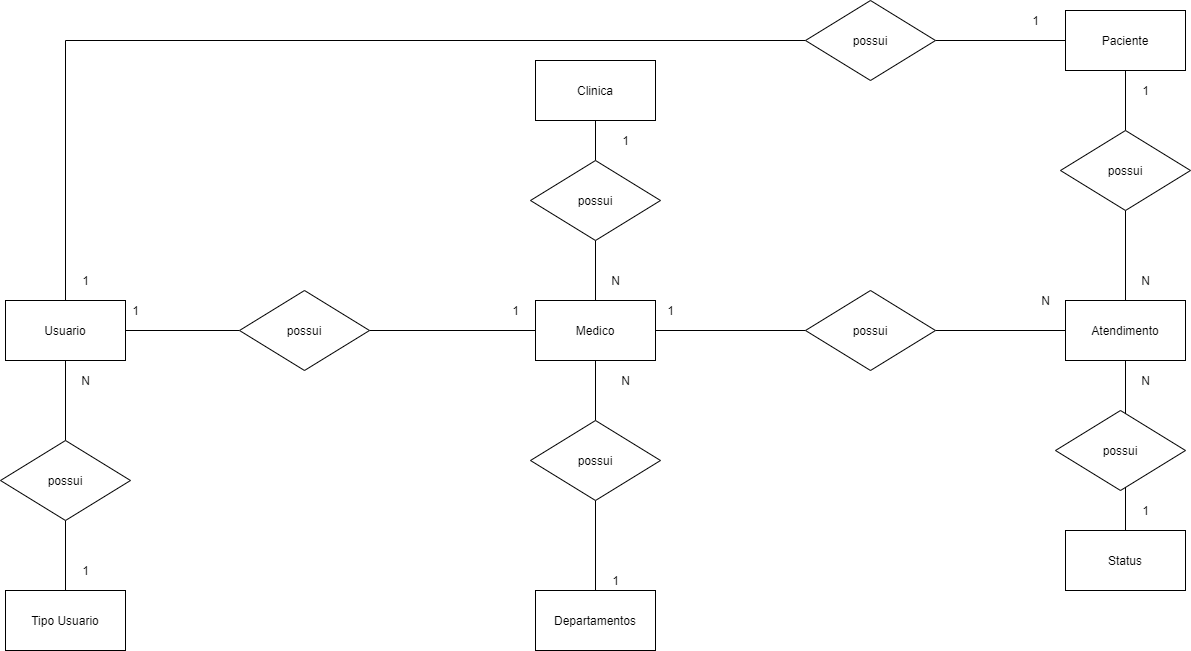 possui
1
Paciente
Clinica
1
1
possui
possui
1
N
N
1
1
N
Usuario
possui
1
Medico
1
possui
Atendimento
N
N
N
possui
possui
possui
1
1
Status
1
Tipo Usuario
Departamentos